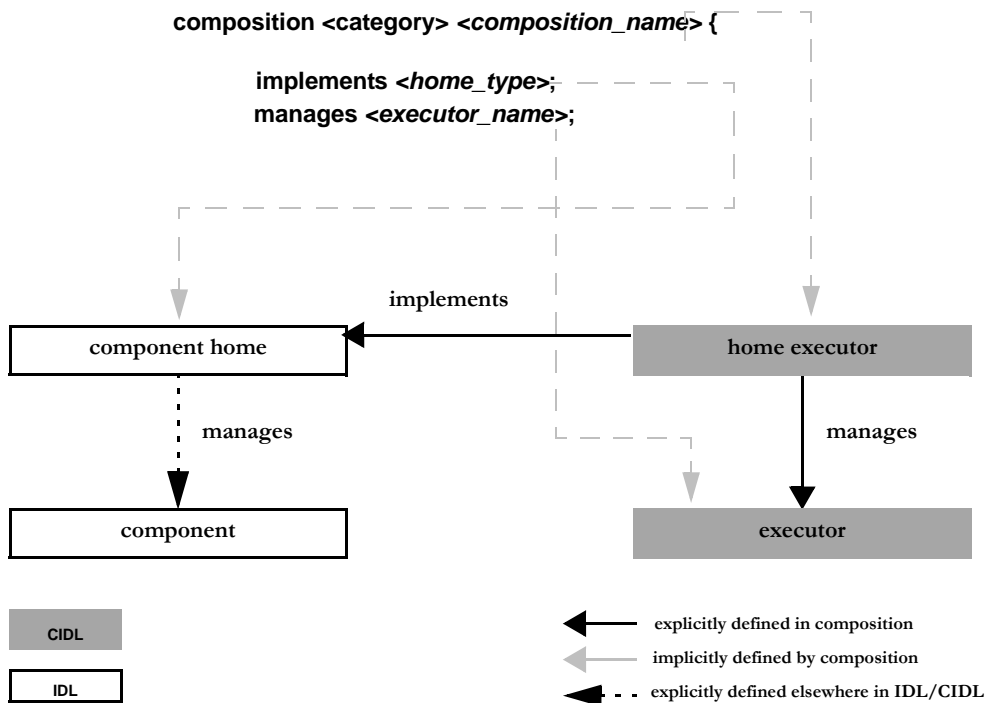 composition <category> <composition_name> {
implements <home_type>;
manages <executor_name>;
implements
component home
home executor
manages
manages
component
executor
CIDL
explicitly defined in composition
implicitly defined by composition
IDL
explicitly defined elsewhere in IDL/CIDL